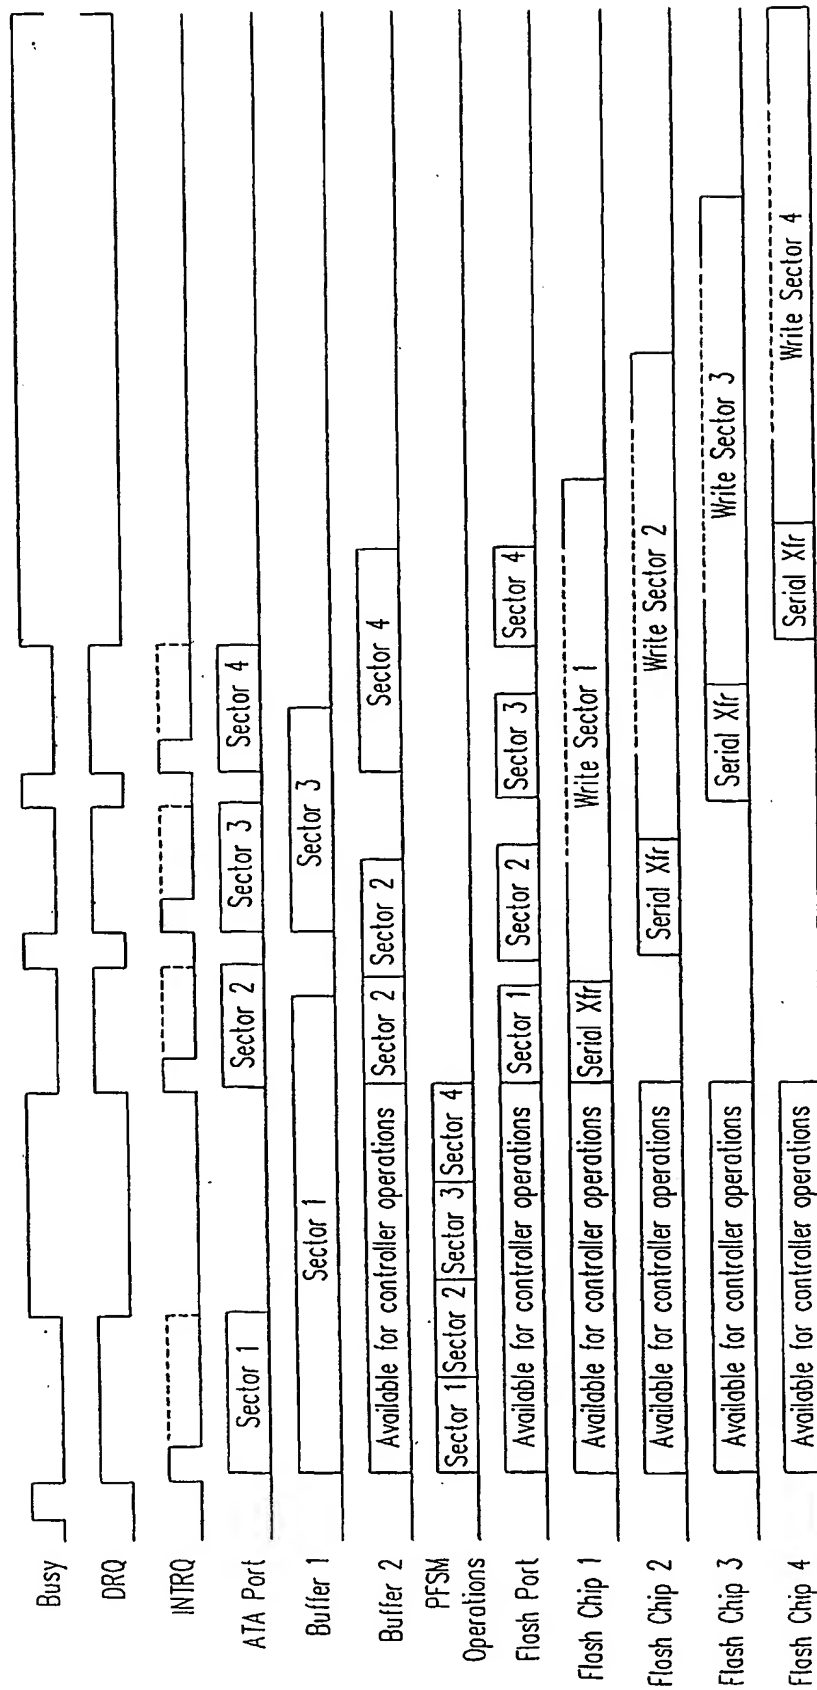 Busy
DRQ
INTRQ
ATA Port
Sector 1
Sector 2
Sector 3
Sector 4
Buffer 1
Sector 1
Sector 3
Buffer 2
Available for controller operations
Sector 2
Sector 2
Sector 4
PFSM
Operations
Sector 1
Sector 2
Sector 3
Sector 4
Flash Port
Available for controller operations
Sector 1
Sector 2
Sector 3
Sector 4
Flash Chip 1
Available for controller operations
Serial Xfr
Write Sector 1
Flash Chip 2
Available for controller operations
Serial Xfr
Write Sector 2
Flash Chip 3
Available for controller operations
Serial Xfr
Write Sector 3
Flash Chip 4
Available for controller operations
Serial Xfr
Write Sector 4